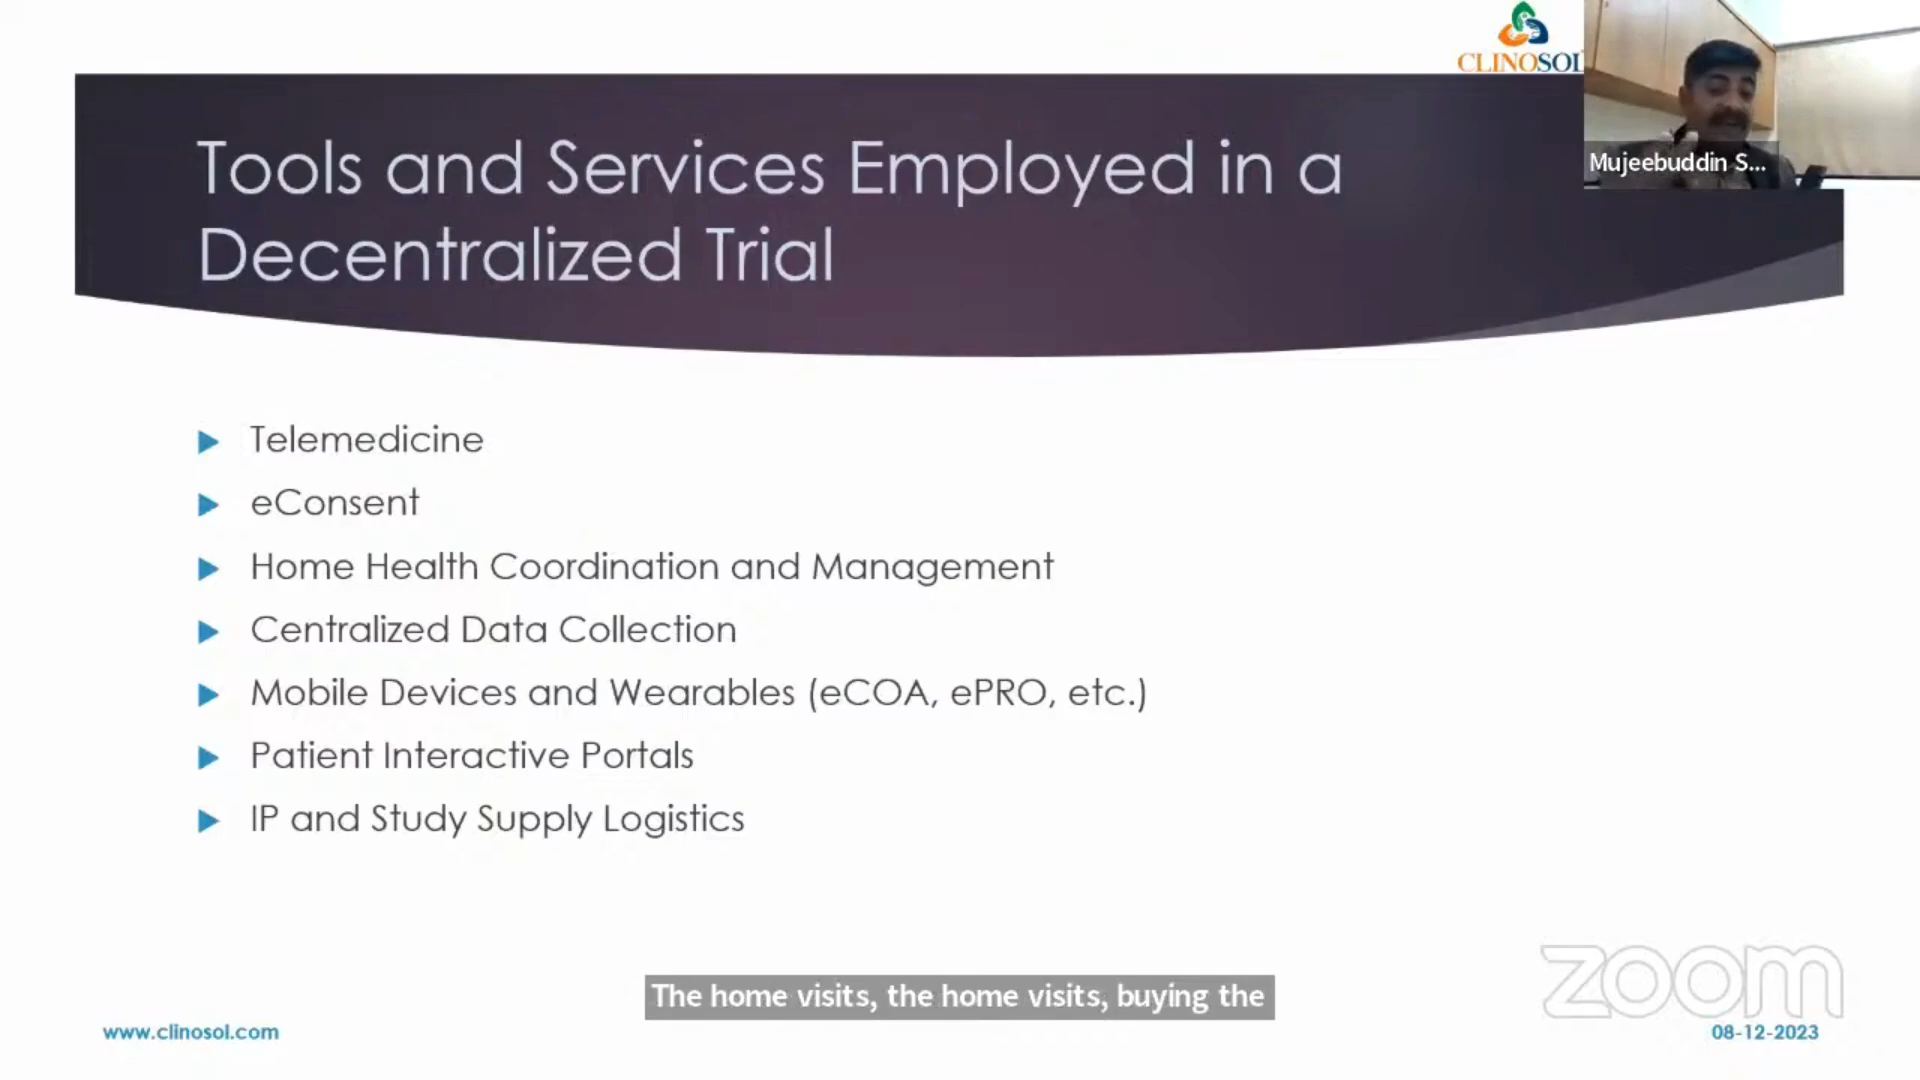 CLINOSOL
Mujeebuddin S...
Tools and Services Employed in a
Decentralized Trial
Telemedicine
eConsent
Home Health Coordination and Management
Centralized Data Collection
Mobile Devices and Wearables (eCOA, ePRO, etc.)
Patient Interactive Portals
IP and Study Supply Logistics
The home visits, the home visits, buying the
zoom
www.clinosol.com
08-12-2023